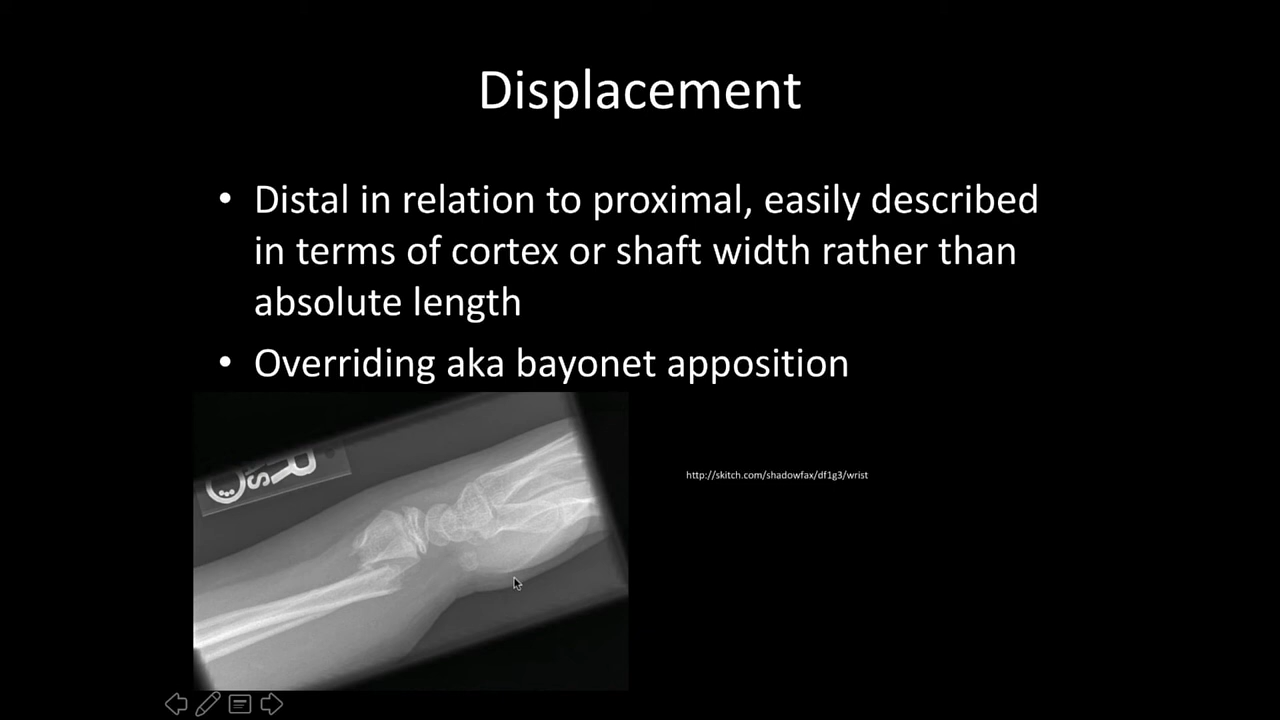 Displacement
• Distal in relation to proximal, easily described
in terms of cortex or shaft width rather than
absolute length
• Overriding aka bayonet apposition
R
http://skitch.com/shadowfax/df1g3/wrist